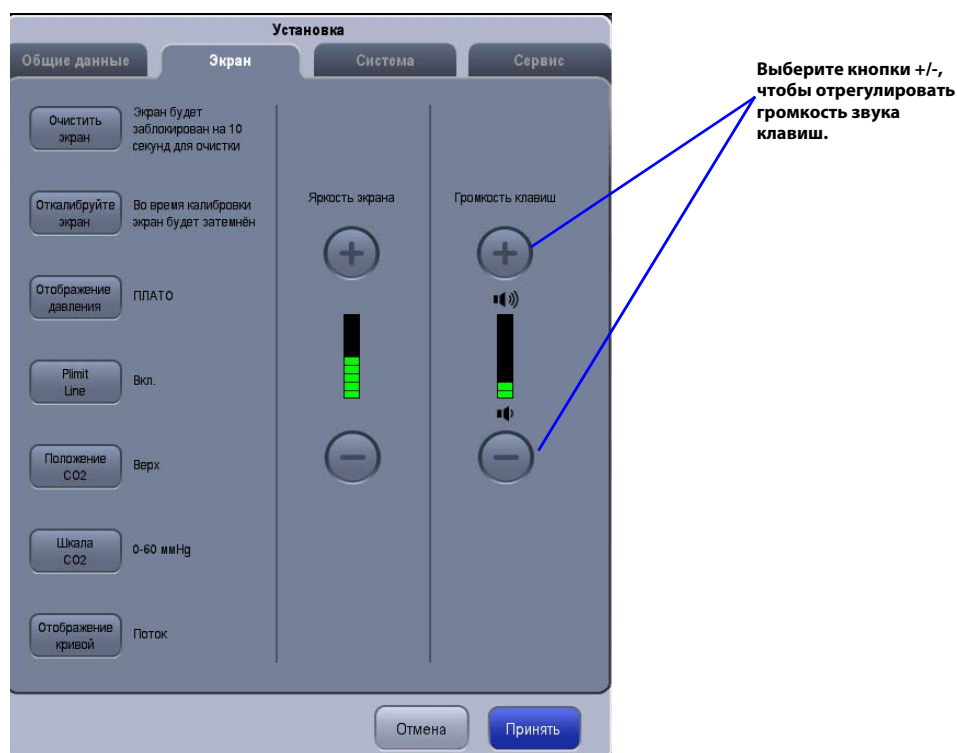 Установка
Общие данные
Экран
Система
Сервис
Очистить
экран
Экран будет
заблокирован на 10
секунд для очистки
Откалибруйте
экран
Во время калибровки
экран будет затемнён
Отображение
давления
ПЛАТО
Plimit
Line
Вкл.
Положение
CO2
Верх
Шкала
CO2
0-60 ммHg
Отображение
кривой
Поток
Яркость экрана
Громкость клавиш
Отмена
Принять
Выберите кнопки +/-,
чтобы отрегулировать
громкость звука
клавиш.